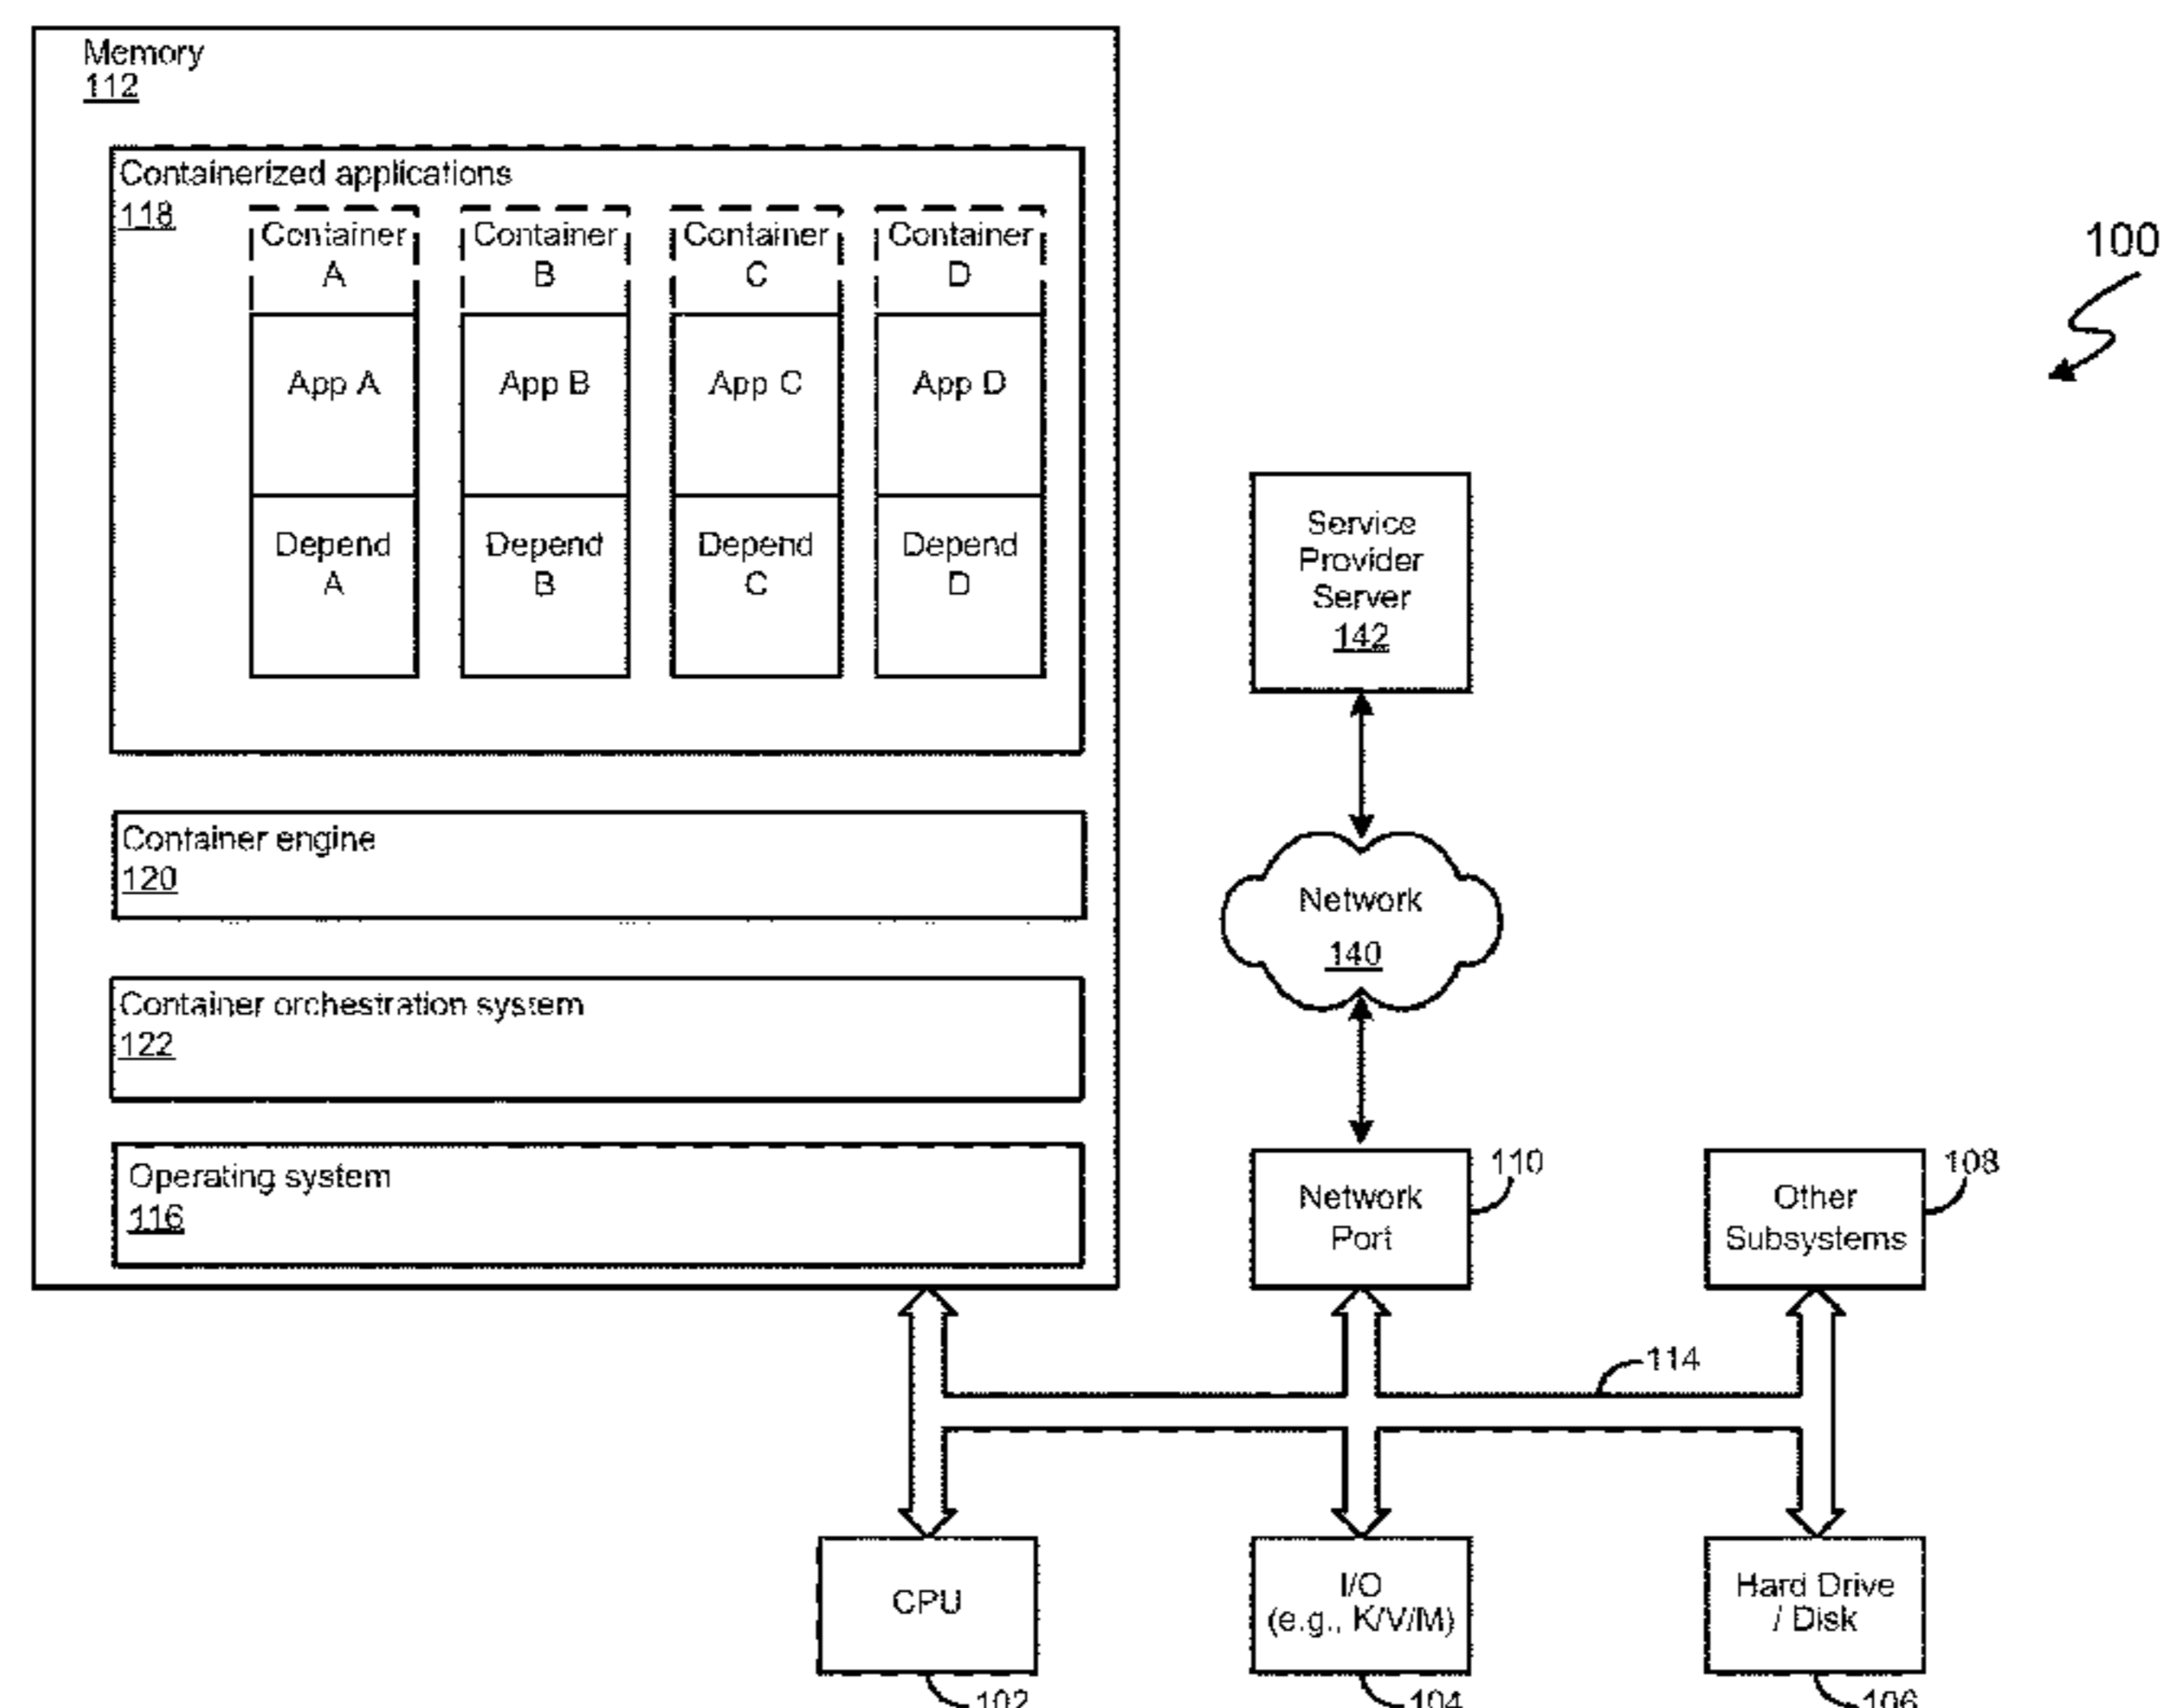 Memory
112
Containerized applications
118
Container
A
Container
B
Container
C
Container
D
App A
App B
App C
App D
Depend
A
Depend
B
Depend
C
Depend
D
Container engine
120
Container orchestration system
122
Operating system
116
100
Service
Provider
Server
142
Network
140
Network
Port
110
Other
Subsystems
108
114
CPU
102
I/O
(e.g., K/V/M)
104
Hard Drive
/ Disk
106